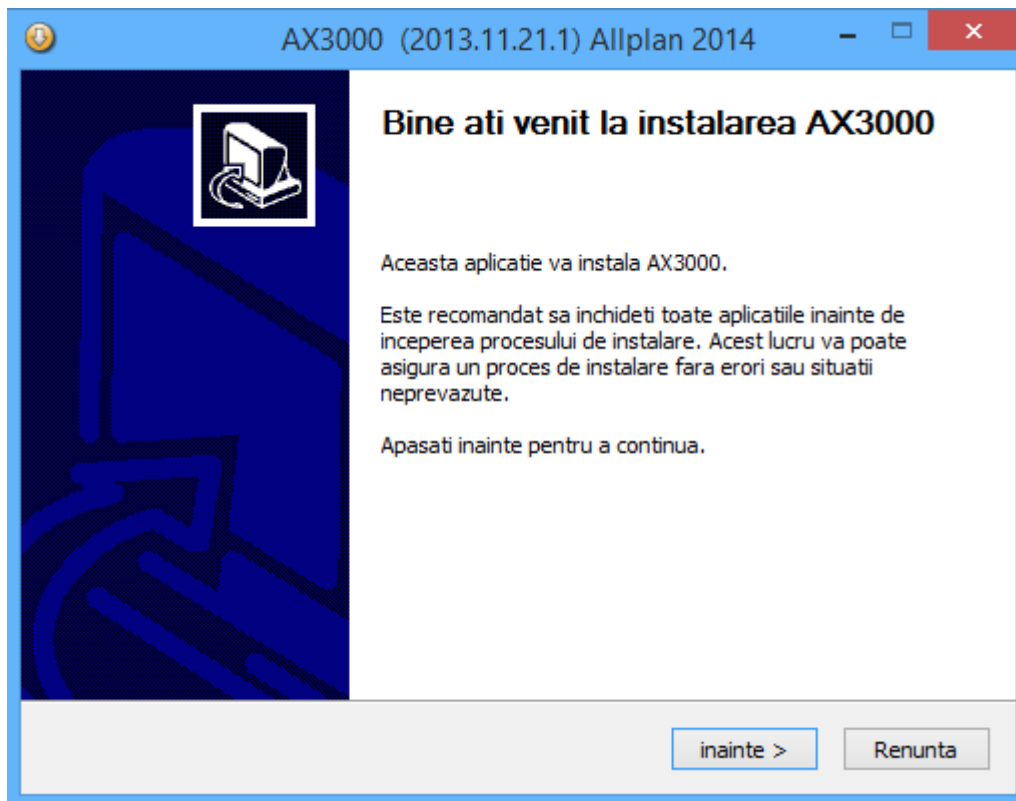 AX3000 (2013.11.21.1) Allplan 2014
Bine ati venit la instalarea AX3000
Aceasta aplicatie va instala AX3000.
Este recomandat sa inchideti toate aplicatiile inainte de
inceperea procesului de instalare. Acest lucru va poate
asigura un proces de instalare fara erori sau situatii
neprevazute.
Apasati inainte pentru a continua.
inainte >
Renunta